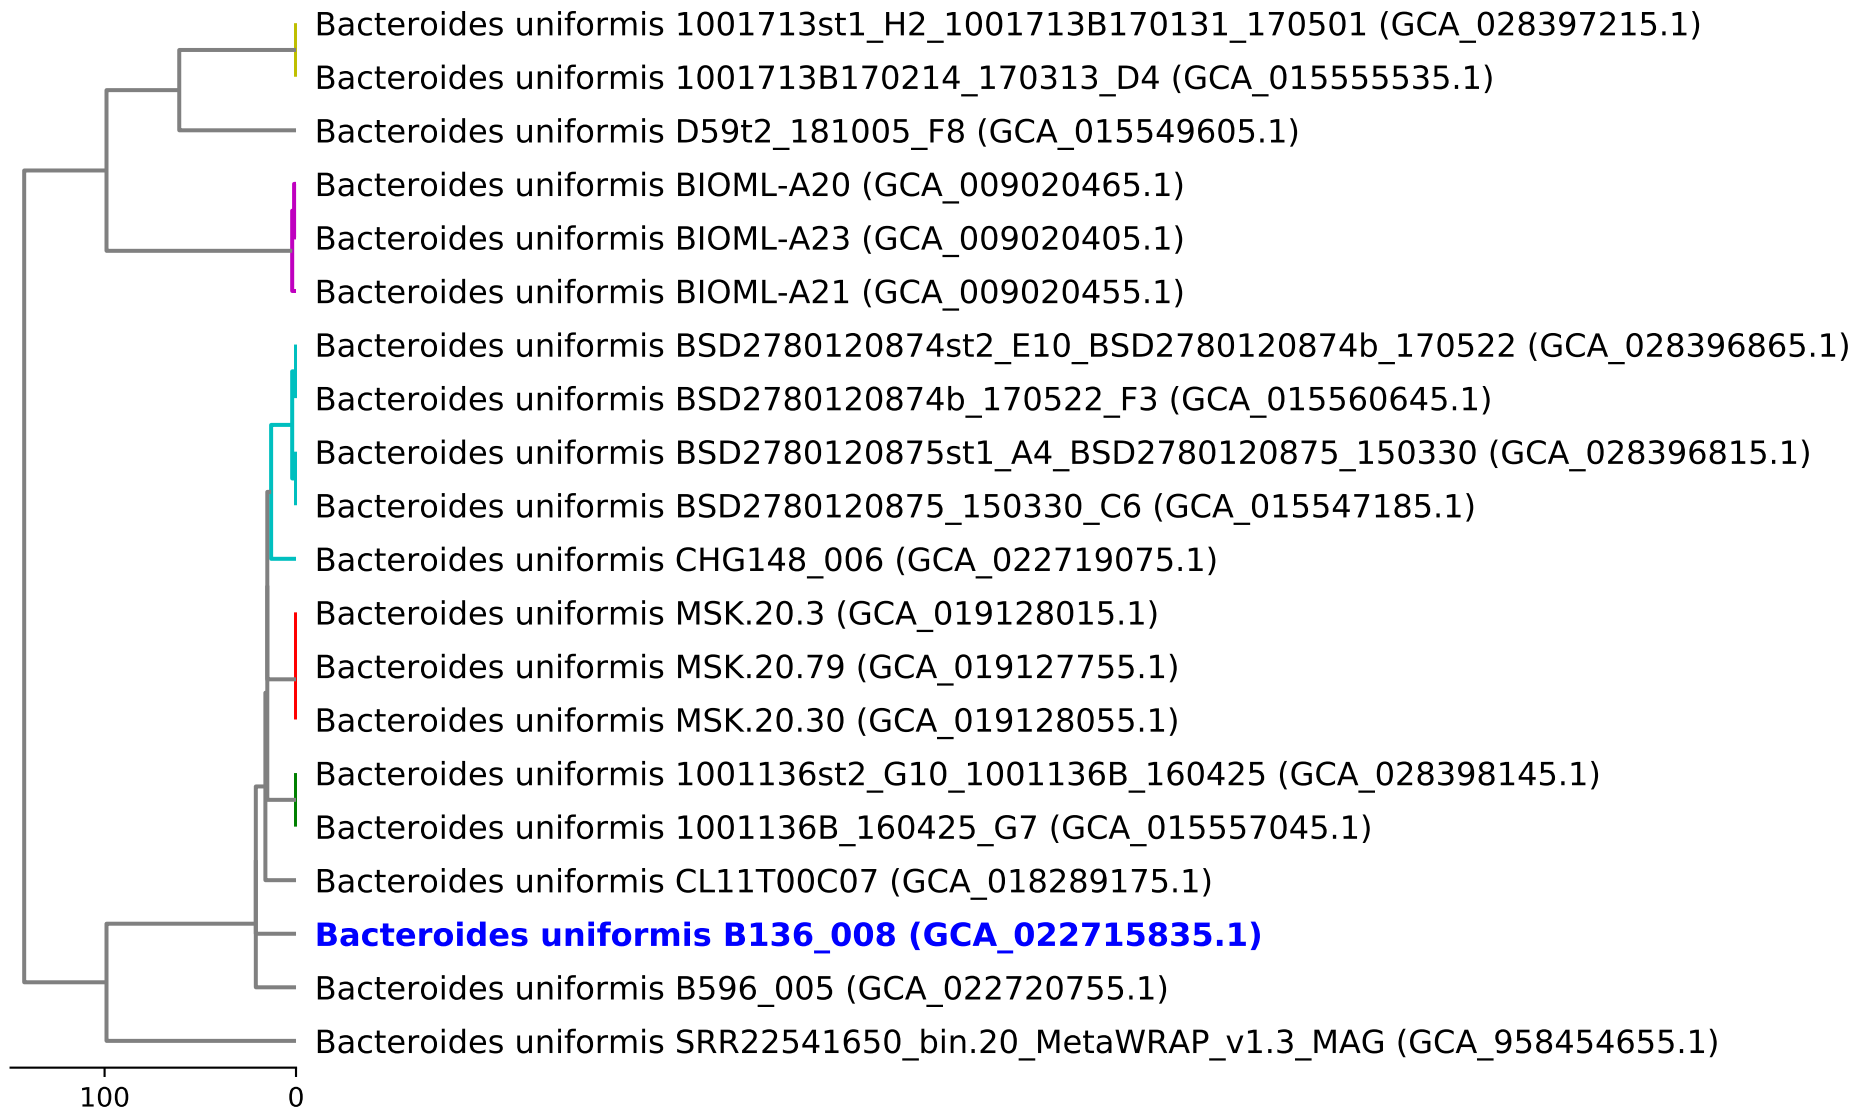 Bacteroides uniformis 1001713st1_H2_1001713B170131_170501 (GCA_028397215.1)
Bacteroides uniformis 1001713B170214_170313_D4 (GCA_015555535.1)
Bacteroides uniformis D59t2_181005_F8 (GCA_015549605.1)
Bacteroides uniformis BIOML-A20 (GCA_009020465.1)
Bacteroides uniformis BIOML-A23 (GCA_009020405.1)
Bacteroides uniformis BIOML-A21 (GCA_009020455.1)
Bacteroides uniformis BSD2780120874st2_E10_BSD2780120874b_170522 (GCA_028396865.1)
Bacteroides uniformis BSD2780120874b_170522_F3 (GCA_015560645.1)
Bacteroides uniformis BSD2780120875st1_A4_BSD2780120875_150330 (GCA_028396815.1)
Bacteroides uniformis BSD2780120875_150330_C6 (GCA_015547185.1)
Bacteroides uniformis CHG148_006 (GCA_022719075.1)
Bacteroides uniformis MSK.20.3 (GCA_019128015.1)
Bacteroides uniformis MSK.20.79 (GCA_019127755.1)
Bacteroides uniformis MSK.20.30 (GCA_019128055.1)
Bacteroides uniformis 1001136st2_G10_1001136B_160425 (GCA_028398145.1)
Bacteroides uniformis 1001136B_160425_G7 (GCA_015557045.1)
Bacteroides uniformis CL11T00C07 (GCA_018289175.1)
Bacteroides uniformis B136_008 (GCA_022715835.1)
Bacteroides uniformis B596_005 (GCA_022720755.1)
Bacteroides uniformis SRR22541650_bin.20_MetaWRAP_v1.3_MAG (GCA_958454655.1)
100 0